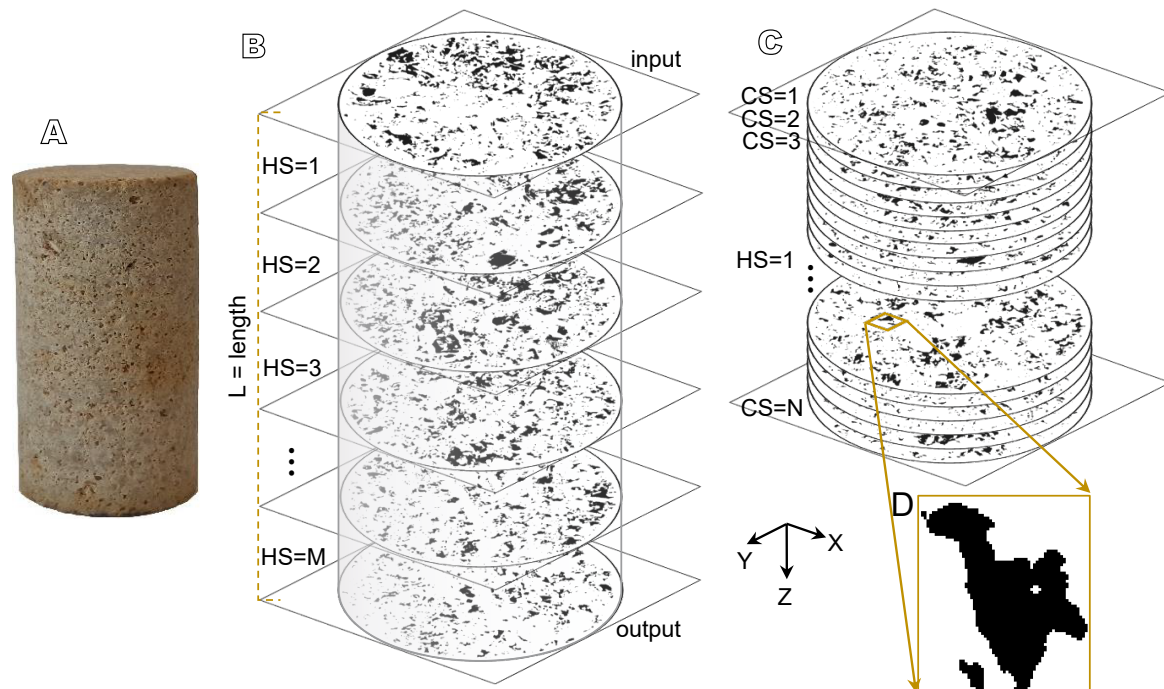 A
B
input
HS=1
HS=2
HS=3
L = length
HS=M
output
C
CS=1
CS=2
CS=3
HS=1
CS=N
D
X
Y
Z